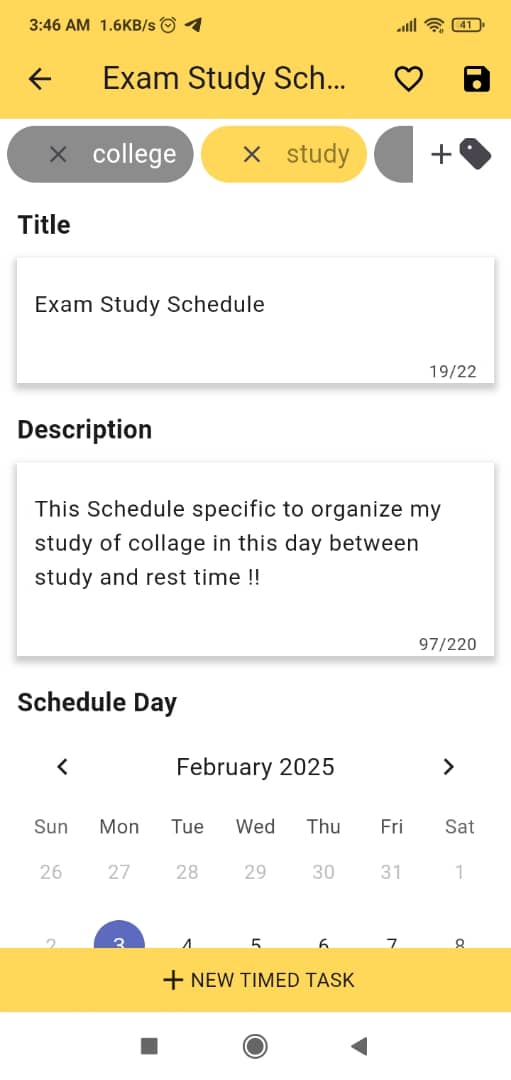 3:46 AM 1.6KB/s
41
Exam Study Sch...
college
study
Title
Exam Study Schedule
19/22
Description
This Schedule specific to organize my
study of collage in this day between
study and rest time !!
97/220
Schedule Day
February 2025
Sun Mon Tue Wed Thu Fri Sat
26 27 28 29 30 31 1
2 3 4 5 6 7 8
NEW TIMED TASK